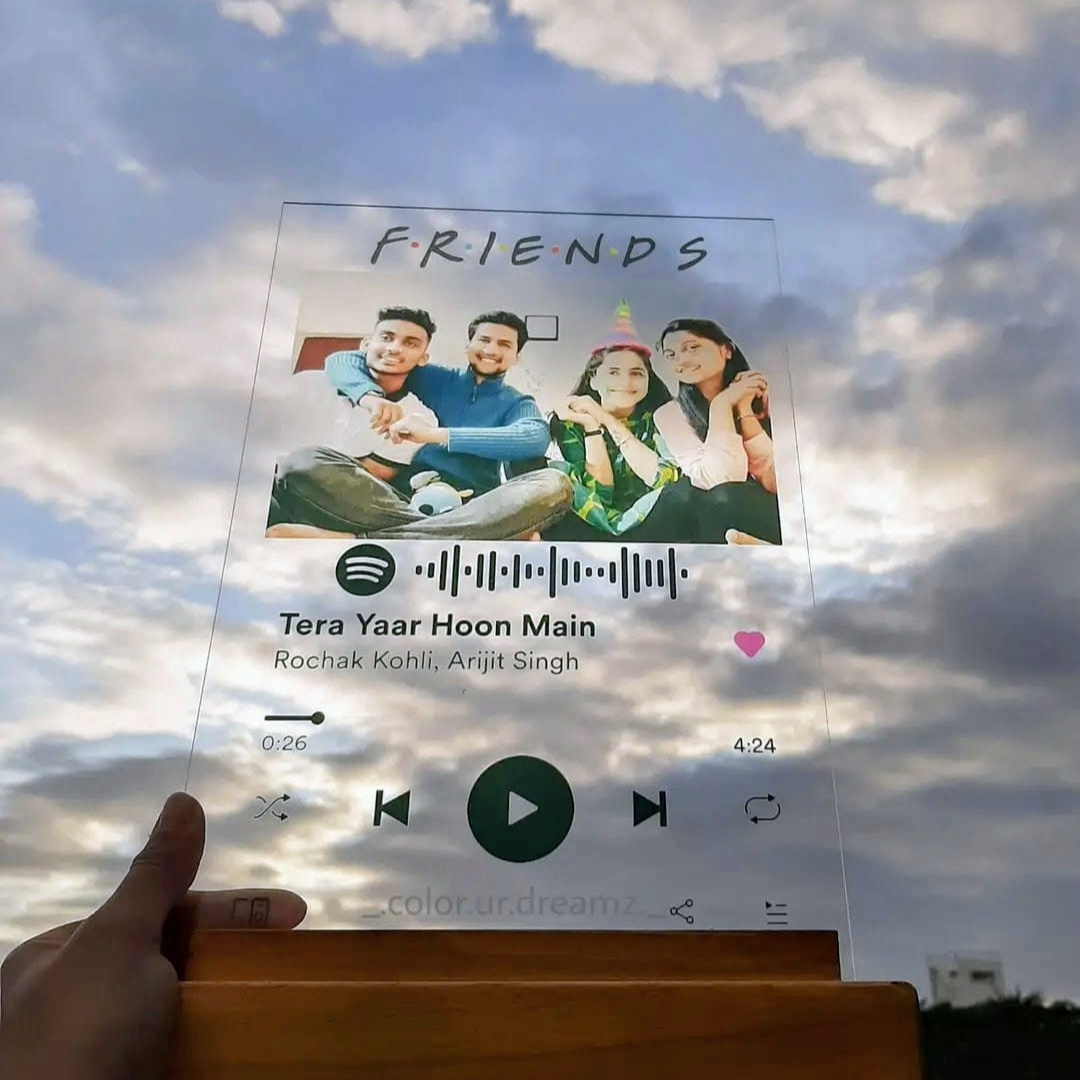 F•R•I•E•N•D S
Tera Yaar Hoon Main
Rochak Kohli, Arijit Singh
0:26
4:24
_.color.ur.dreamz._